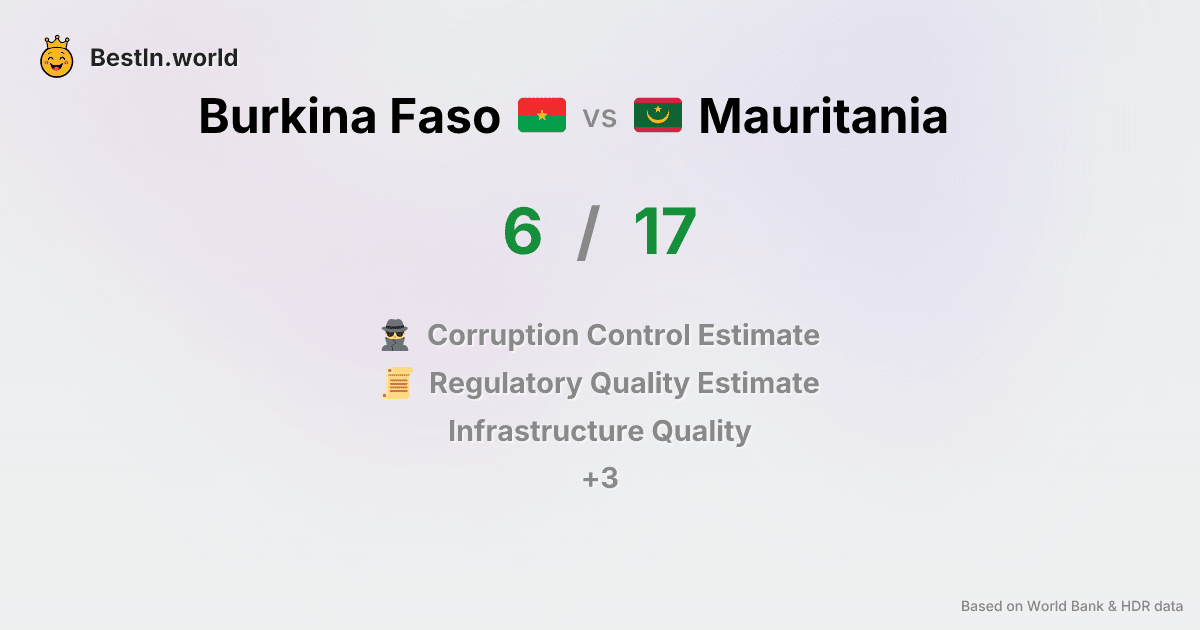 BestIn.world
Burkina Faso vs Mauritania
6 / 17
Corruption Control Estimate
Regulatory Quality Estimate
Infrastructure Quality
+3
Based on World Bank & HDR data